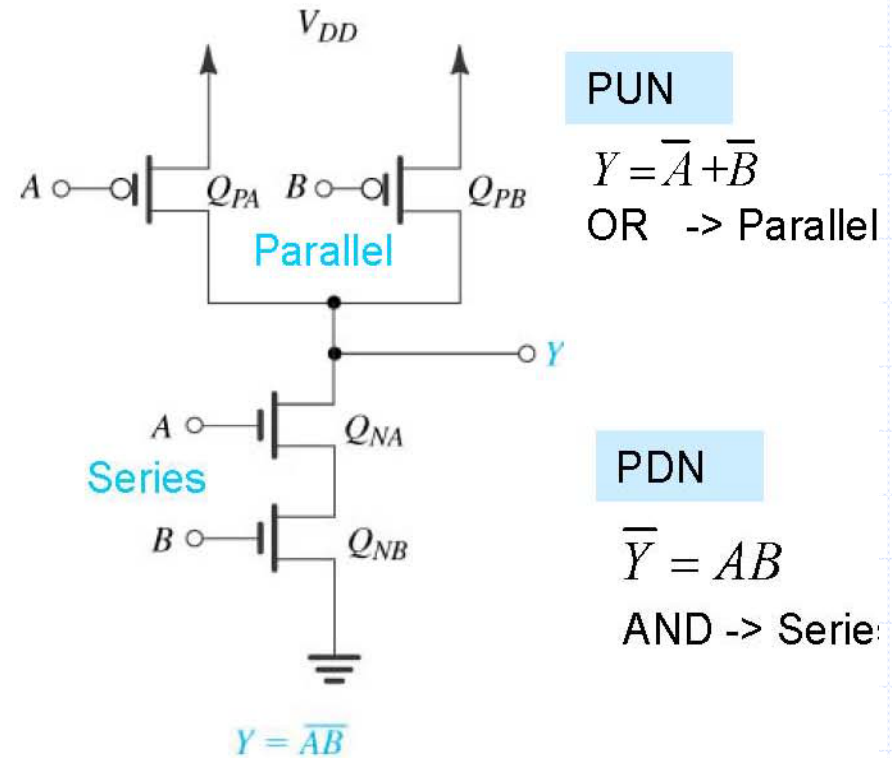 V_DD
PUN
A Q_PA B Q_PB
Y = A̅ + B̅
OR -> Parallel
Parallel
Y
A Q_NA
Series
B Q_NB
PDN
Y̅ = AB
AND -> Serie
Y = A̅B̅